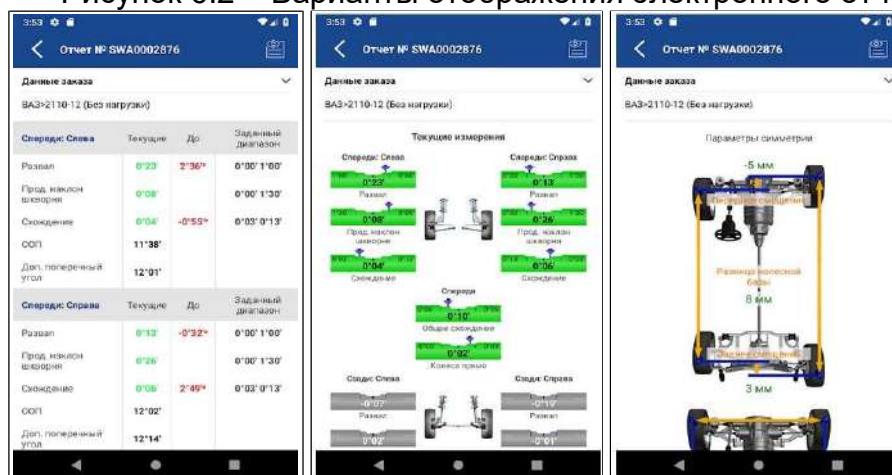 Рисунок 6.2 – Варианты отображения электронного отч
3:53
Отчет № SWA0002876
Данные заказа
ВАЗ>2110-12 (Без нагрузки)
Спереди: Слева Текущие До Заданный диапазон
Развал 0°23' 2°36'* 0°00' 1°00'
Прод. наклон шкворня 0°08' 0°00' 1°30'
Схождение 0°04' -0°55'* 0°03' 0°13'
ООП 11°38'
Доп. поперечный угол 12°01'
Спереди: Справа Текущие До Заданный диапазон
Развал 0°13' -0°32'* 0°00' 1°00'
Прод. наклон шкворня 0°26' 0°00' 1°30'
Схождение 0°06' 2°49'* 0°03' 0°13'
ООП 12°02'
Доп. поперечный угол 12°14'
3:53
Отчет № SWA0002876
Данные заказа
ВАЗ>2110-12 (Без нагрузки)
Текущие измерения
Спереди: Слева Спереди: Справа
0°23' 0°13'
Развал Развал
0°08' 0°26'
Прод. наклон шкворня Прод. наклон шкворня
0°04' 0°06'
Схождение Схождение
Спереди
0°10'
Общее схождение
0°02'
Колеса прямо
Сзади: Слева Сзади: Справа
-0°07' -0°19'
Развал Развал
0°02' -0°01'
3:53
Отчет № SWA0002876
Данные заказа
ВАЗ>2110-12 (Без нагрузки)
Параметры симметрии
-5 мм
Переднее смещение
Разница колесной базы
8 мм
Заднее смещение
3 мм